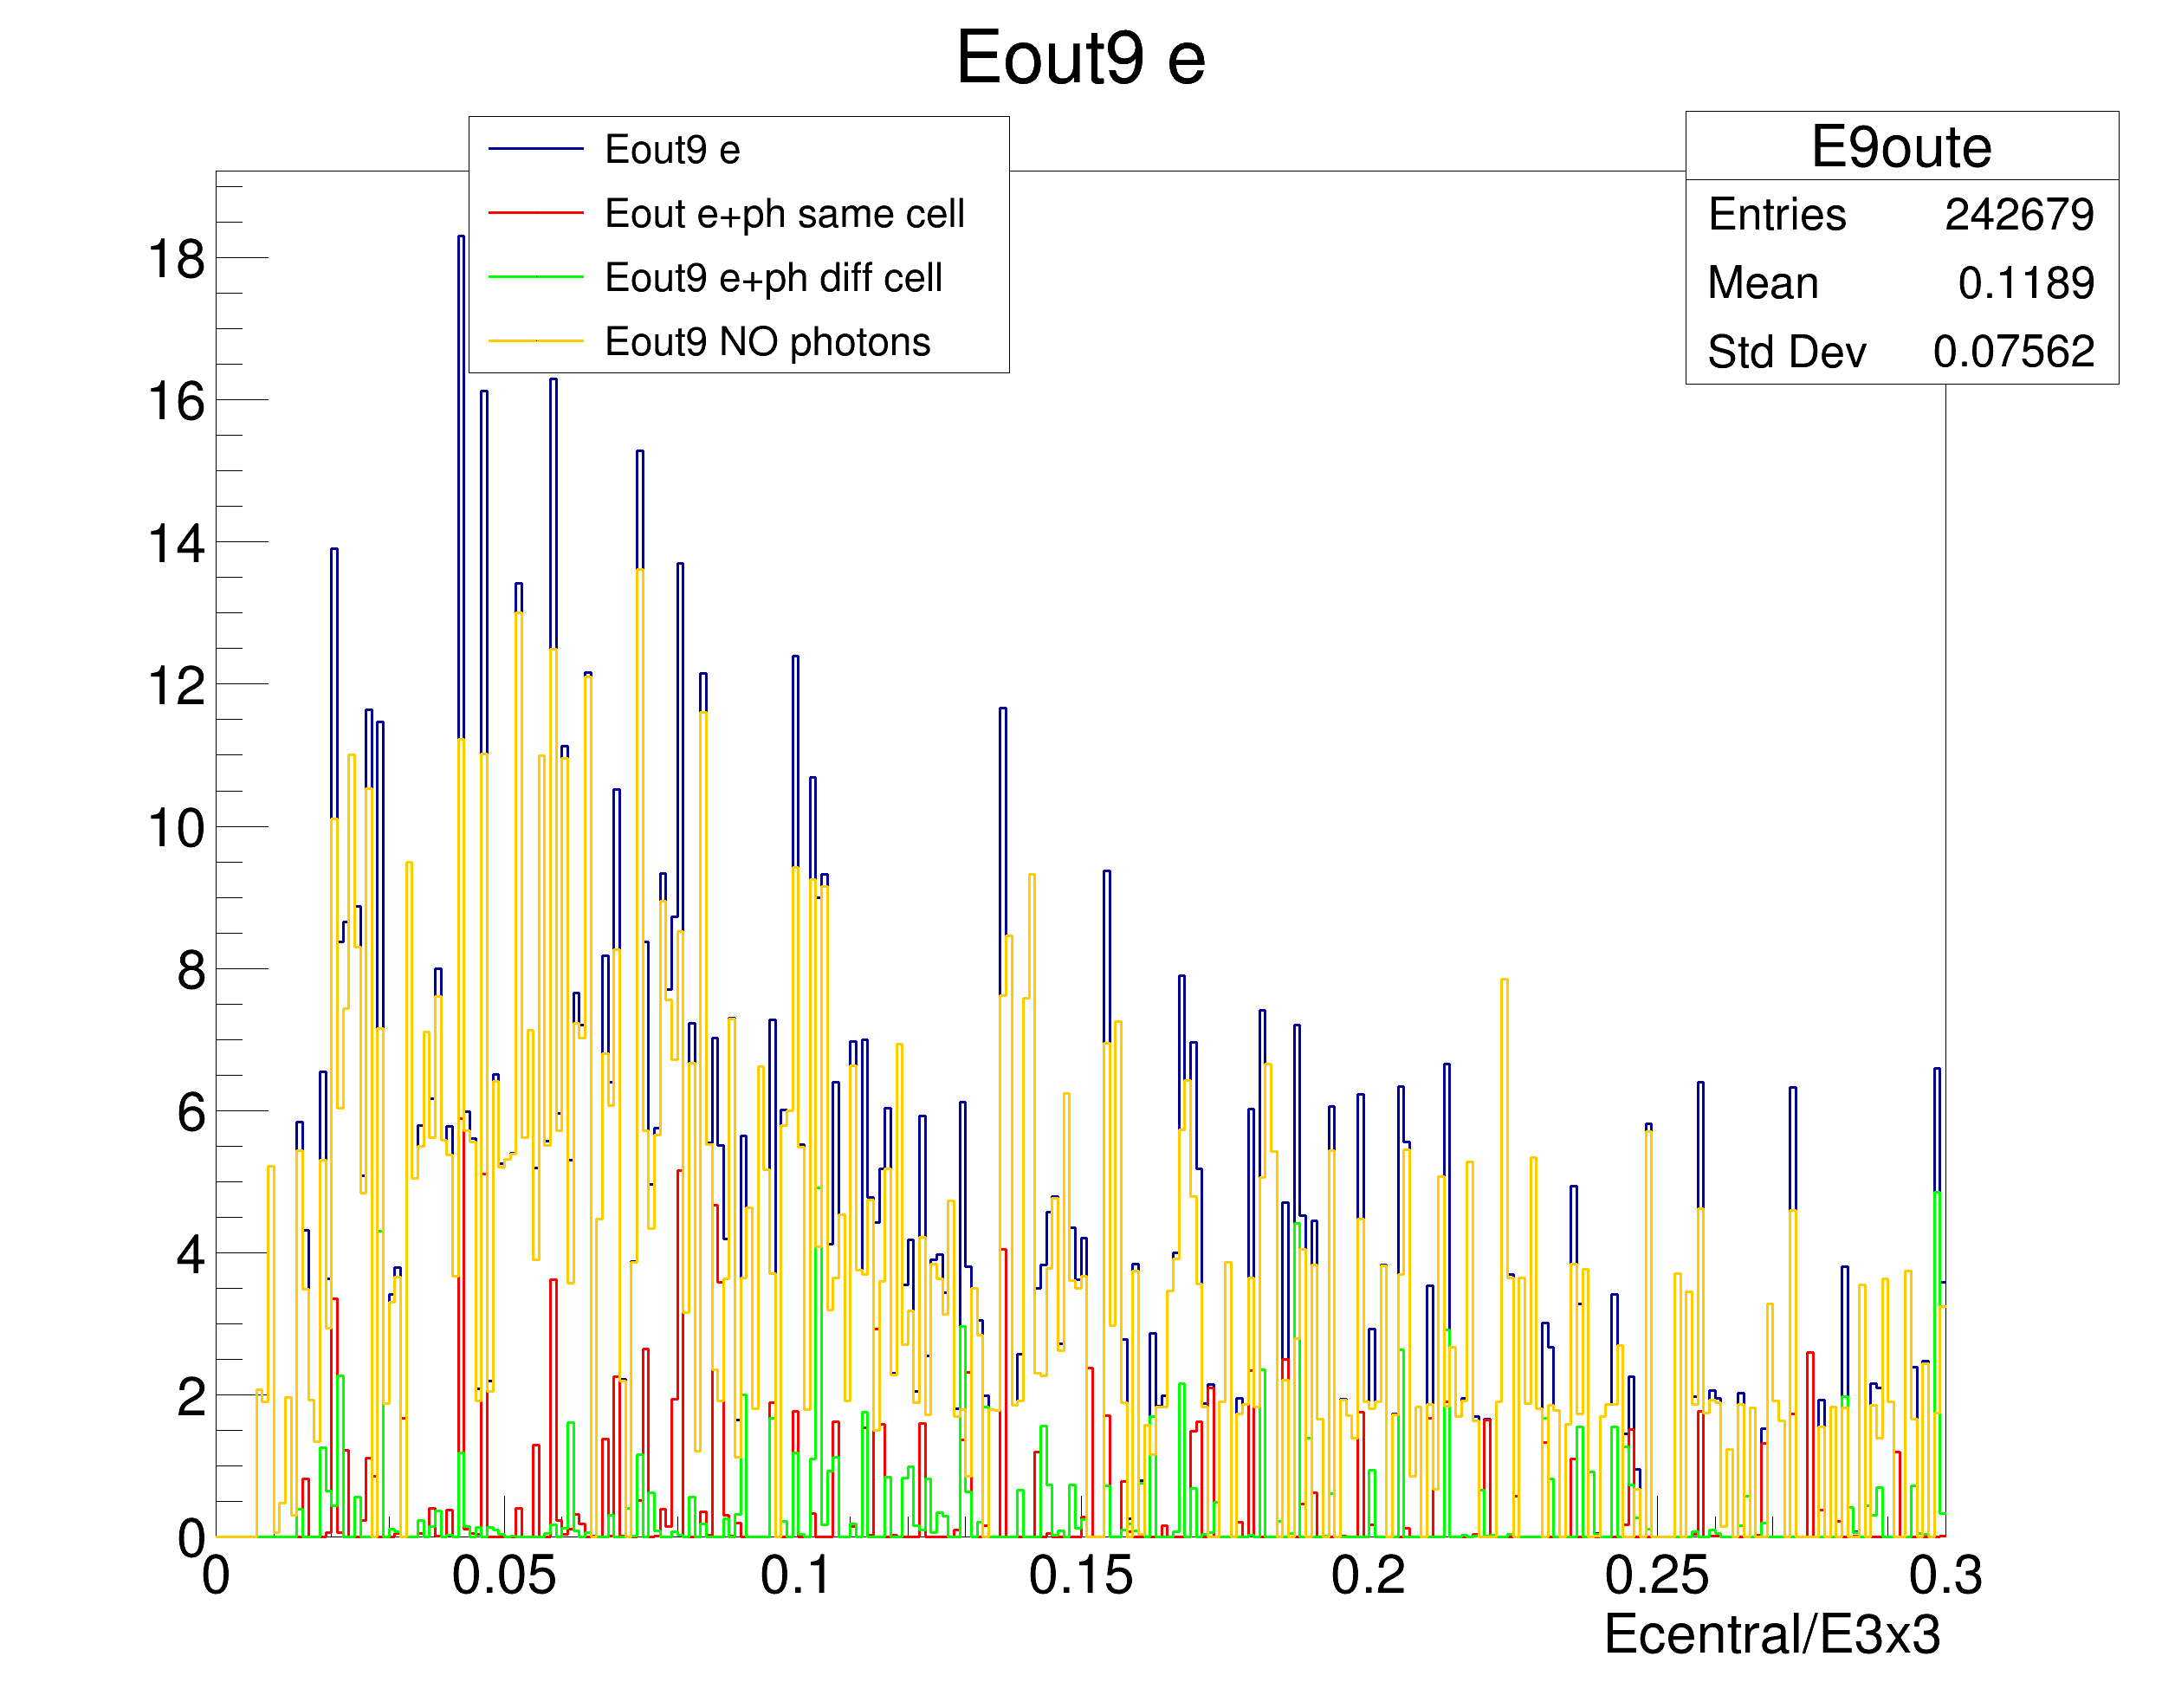 Eout9 e
Eout9 e
Eout e+ph same cell
Eout9 e+ph diff cell
Eout9 NO photons
E9oute
Entries 242679
Mean 0.1189
Std Dev 0.07562
18
16
14
12
10
8
6
4
2
0
0 0.05 0.1 0.15 0.2 0.25 0.3
Ecentral/E3x3